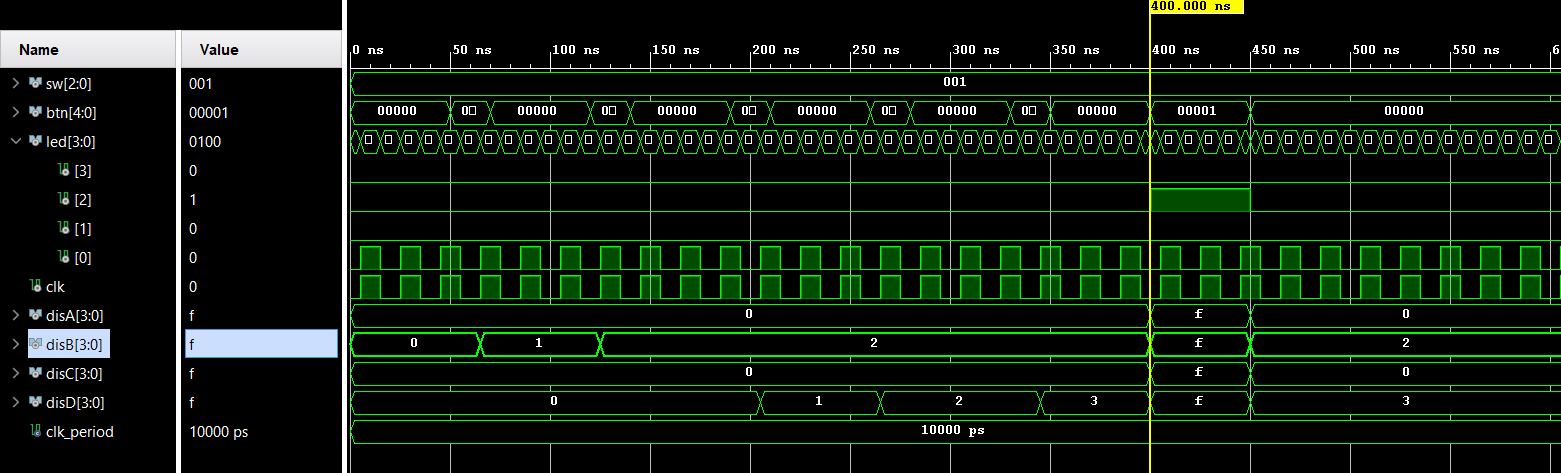 400.000 ns
Name Value
0 ns 50 ns 100 ns 150 ns 200 ns 250 ns 300 ns 350 ns 400 ns 450 ns 500 ns 550 ns 6
sw[2:0] 001 001
btn[4:0] 00001 00000 0□ 00000 0□ 00000 0□ 00000 0□ 00000 0□ 00000 00001 00000
led[3:0] 0100
[3] 0
[2] 1
[1] 0
[0] 0
clk 0
disA[3:0] f 0 f 0
disB[3:0] f 0 1 2 f 2
disC[3:0] f 0 f 0
disD[3:0] f 0 1 2 3 f 3
clk_period 10000 ps 10000 ps